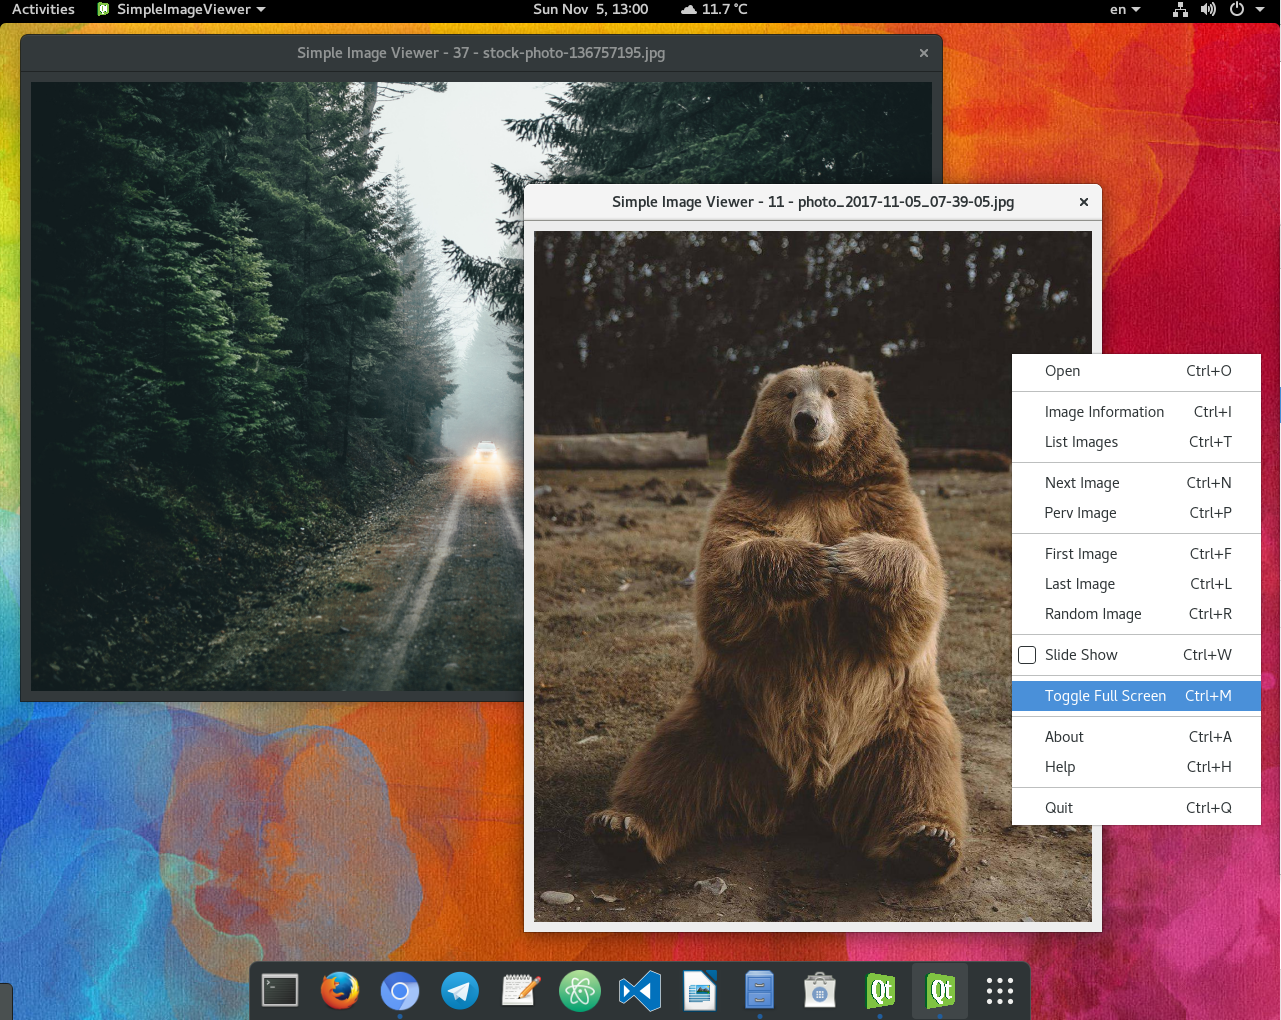 Activities SimpleImageViewer Sun Nov 5, 13:00 11.7 °C en
Simple Image Viewer - 37 - stock-photo-136757195.jpg
Simple Image Viewer - 11 - photo_2017-11-05_07-39-05.jpg
Open Ctrl+O
Image Information Ctrl+I
List Images Ctrl+T
Next Image Ctrl+N
Perv Image Ctrl+P
First Image Ctrl+F
Last Image Ctrl+L
Random Image Ctrl+R
Slide Show Ctrl+W
Toggle Full Screen Ctrl+M
About Ctrl+A
Help Ctrl+H
Quit Ctrl+Q
Qt Qt